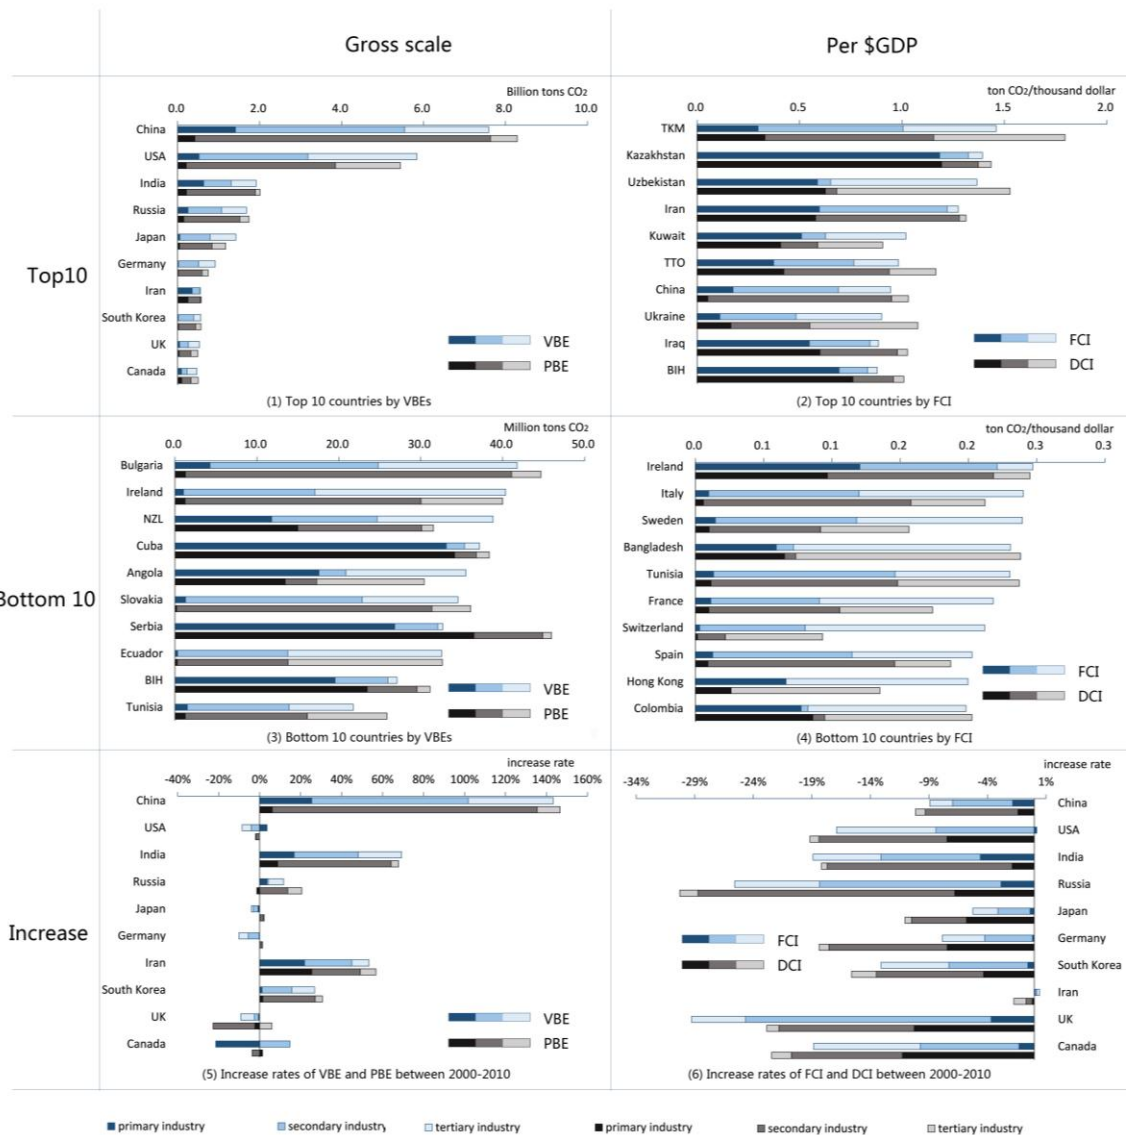 Gross scale
Per $GDP
Top10
Billion tons CO₂
0.0 2.0 4.0 6.0 8.0 10.0
China
USA
India
Russia
Japan
Germany
Iran
South Korea
UK
Canada
VBE
PBE
(1) Top 10 countries by VBEs
ton CO₂/thousand dollar
0.0 0.5 1.0 1.5 2.0
TKM
Kazakhstan
Uzbekistan
Iran
Kuwait
TTO
China
Ukraine
Iraq
BIH
FCI
DCI
(2) Top 10 countries by FCI
Bottom 10
Million tons CO₂
0.0 10.0 20.0 30.0 40.0 50.0
Bulgaria
Ireland
NZL
Cuba
Angola
Slovakia
Serbia
Ecuador
BIH
Tunisia
VBE
PBE
(3) Bottom 10 countries by VBEs
ton CO₂/thousand dollar
0.0 0.1 0.1 0.2 0.2 0.3 0.3
Ireland
Italy
Sweden
Bangladesh
Tunisia
France
Switzerland
Spain
Hong Kong
Colombia
FCI
DCI
(4) Bottom 10 countries by FCI
Increase
increase rate
-40% -20% 0% 20% 40% 60% 80% 100% 120% 140% 160%
China
USA
India
Russia
Japan
Germany
Iran
South Korea
UK
Canada
VBE
PBE
(5) Increase rates of VBE and PBE between 2000-2010
increase rate
-34% -29% -24% -19% -14% -9% -4% 1%
China
USA
India
Russia
Japan
Germany
South Korea
Iran
UK
Canada
FCI
DCI
(6) Increase rates of FCI and DCI between 2000-2010
primary industry secondary industry tertiary industry primary industry secondary industry tertiary industry